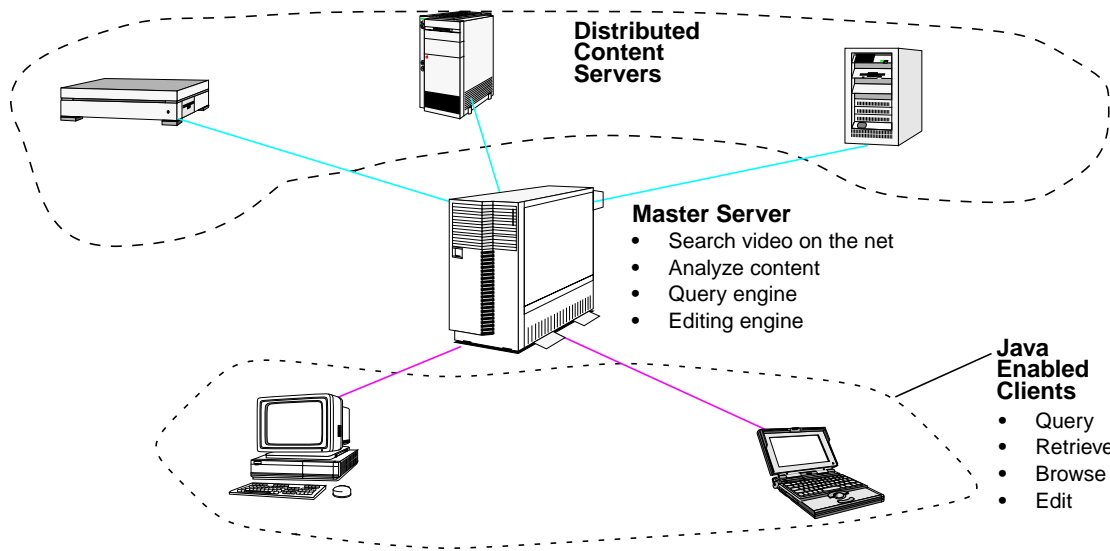 Distributed
Content
Servers
Master Server
• Search video on the net
• Analyze content
• Query engine
• Editing engine
Java
Enabled
Clients
• Query
• Retrieve
• Browse
• Edit